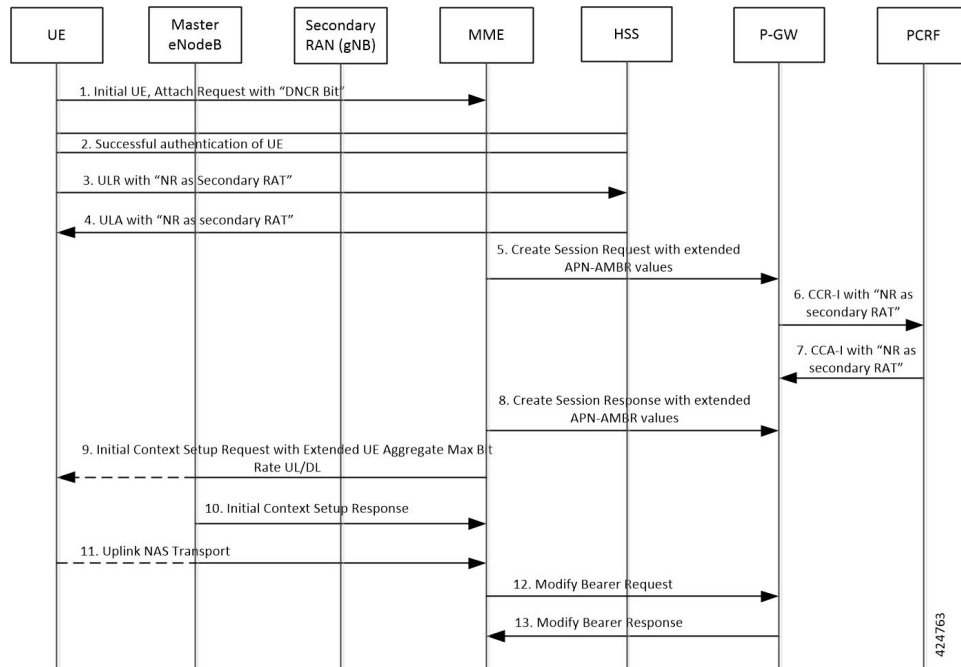 UE
Master
eNodeB
Secondary
RAN (gNB)
MME
HSS
P-GW
PCRF
1. Initial UE, Attach Request with “DNCR Bit”
2. Successful authentication of UE
3. ULR with “NR as Secondary RAT”
4. ULA with “NR as secondary RAT”
5. Create Session Request with extended
APN-AMBR values
6. CCR-I with “NR as
secondary RAT”
7. CCA-I with “NR as
secondary RAT”
8. Create Session Response with extended
APN-AMBR values
9. Initial Context Setup Request with Extended UE Aggregate Max Bit
Rate UL/DL
10. Initial Context Setup Response
11. Uplink NAS Transport
12. Modify Bearer Request
13. Modify Bearer Response
424763